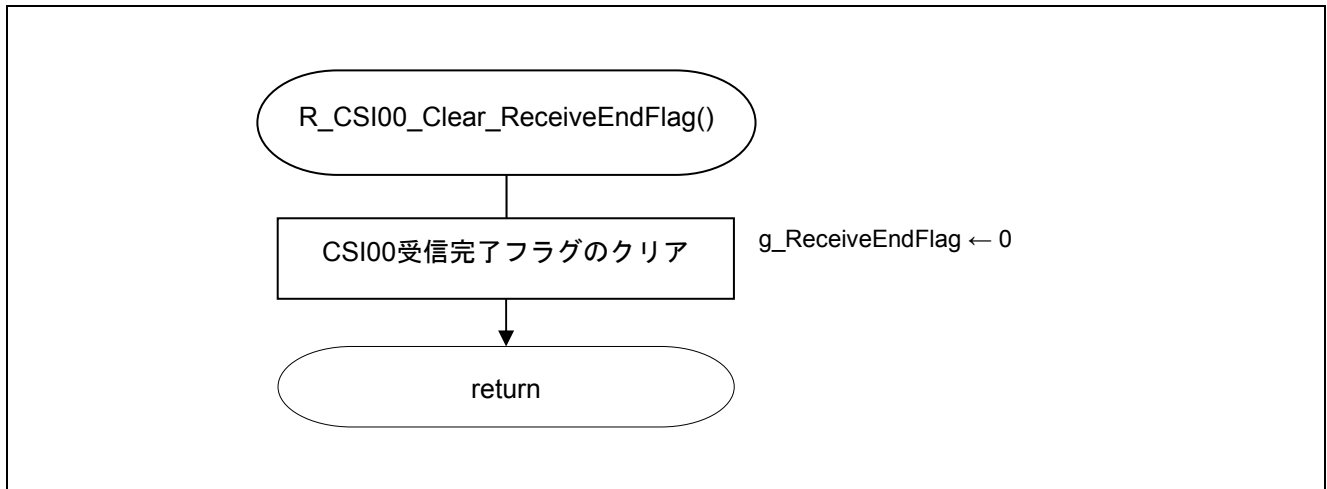 R_CSI00_Clear_ReceiveEndFlag()
CSI00受信完了フラグのクリア
g_ReceiveEndFlag ← 0
return